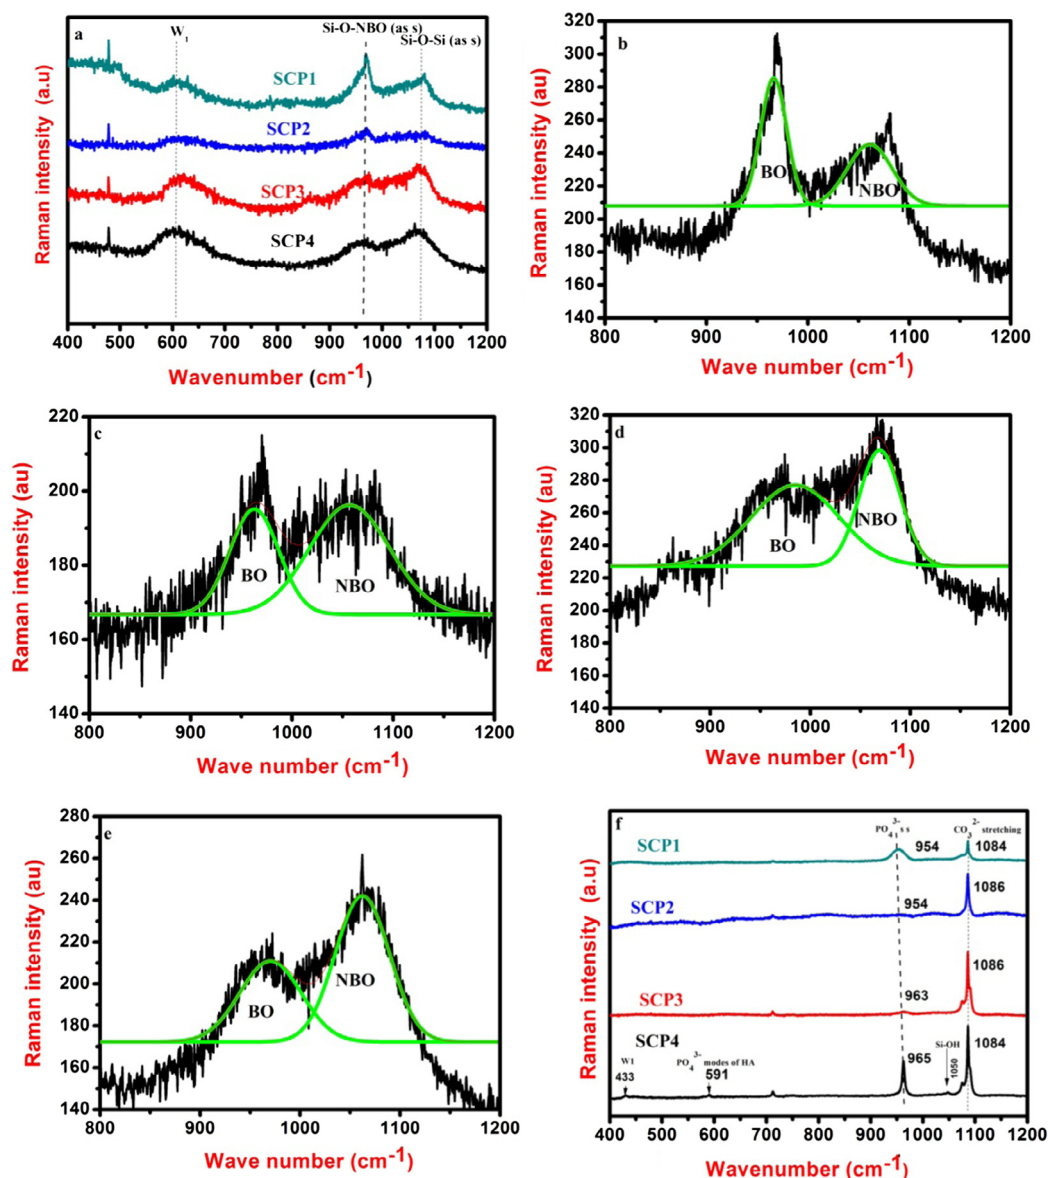 a
W1
Si-O-NBO (as s)
Si-O-Si (as s)
SCP1
SCP2
SCP3
SCP4
Raman intensity (a.u)
400 500 600 700 800 900 1000 1100 1200
Wavenumber (cm-1)
b
320
300
280
260
240
220
200
180
160
140
BO
NBO
Raman intensity (au)
800 900 1000 1100 1200
Wave number (cm-1)
c
220
200
180
160
140
BO
NBO
Raman intensity (au)
800 900 1000 1100 1200
Wave number (cm-1)
d
320
300
280
260
240
220
200
180
160
140
BO
NBO
Raman intensity (au)
800 900 1000 1100 1200
Wave number (cm-1)
e
280
260
240
220
200
180
160
140
BO
NBO
Raman intensity (au)
800 900 1000 1100 1200
Wave number (cm-1)
f
PO4 3- s s
CO3 2- stretching
SCP1
954
1084
SCP2
954
1086
SCP3
963
1086
SCP4
965
1084
W1
433
PO4 3- modes of HA
591
Si-OH
1050
Raman intensity (a.u)
400 500 600 700 800 900 1000 1100 1200
Wavenumber (cm-1)